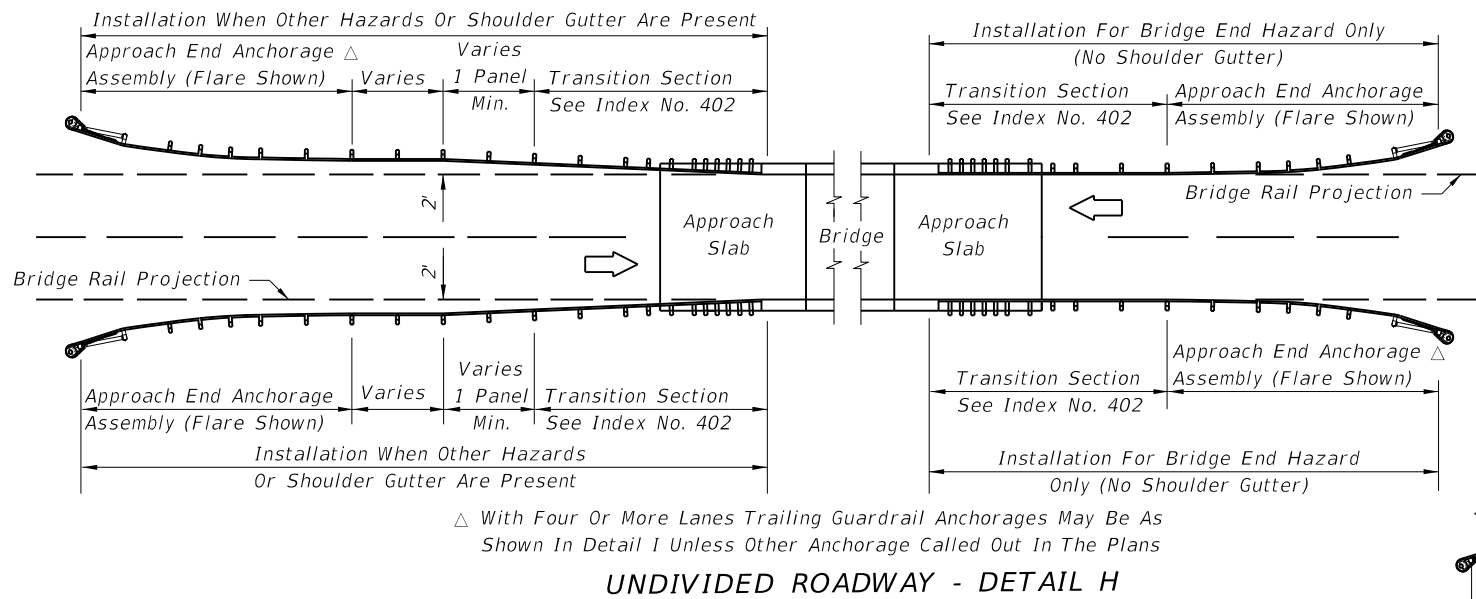 Installation When Other Hazards Or Shoulder Gutter Are Present
Approach End Anchorage △
Assembly (Flare Shown)
Varies
Varies
1 Panel
Min.
Transition Section
See Index No. 402
Installation For Bridge End Hazard Only
(No Shoulder Gutter)
Transition Section
See Index No. 402
Approach End Anchorage
Assembly (Flare Shown)
Bridge Rail Projection
2'
2'
Approach
Slab
Bridge
Approach
Slab
Bridge Rail Projection
Approach End Anchorage
Assembly (Flare Shown)
Varies
Varies
1 Panel
Min.
Transition Section
See Index No. 402
Installation When Other Hazards
Or Shoulder Gutter Are Present
Transition Section
See Index No. 402
Approach End Anchorage △
Assembly (Flare Shown)
Installation For Bridge End Hazard
Only (No Shoulder Gutter)
△ With Four Or More Lanes Trailing Guardrail Anchorages May Be As
Shown In Detail I Unless Other Anchorage Called Out In The Plans
UNDIVIDED ROADWAY - DETAIL H